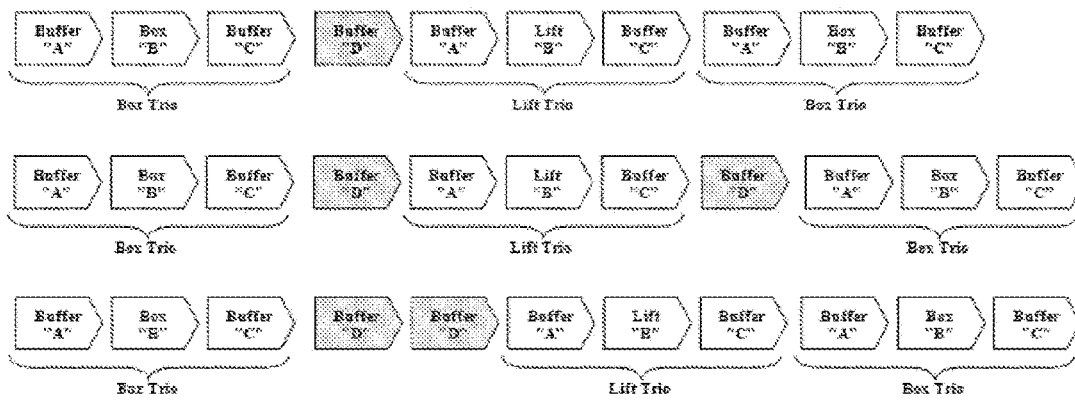 Buffer "A" Box "B" Buffer "C" Buffer "D" Buffer "A" Lift "B" Buffer "C" Buffer "A" Box "B" Buffer "C"
Box Trio Lift Trio Box Trio
Buffer "A" Box "B" Buffer "C" Buffer "D" Buffer "A" Lift "B" Buffer "C" Buffer "D" Buffer "A" Box "B" Buffer "C"
Box Trio Lift Trio Box Trio
Buffer "A" Box "B" Buffer "C" Buffer "D" Buffer "D" Buffer "A" Lift "B" Buffer "C" Buffer "A" Box "B" Buffer "C"
Box Trio Lift Trio Box Trio